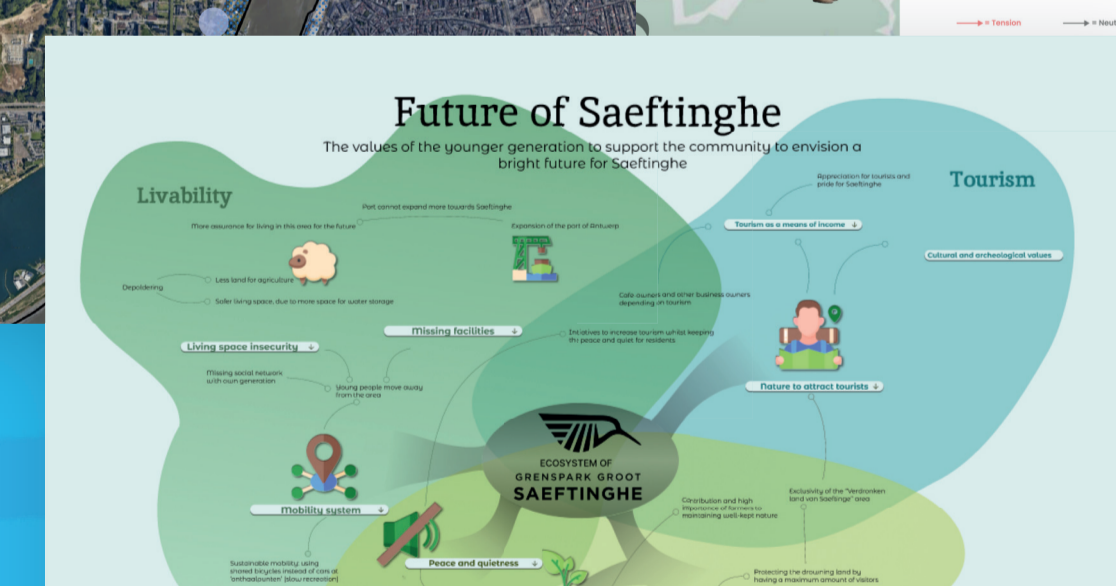 = Tension
= Neut
Future of Saeftinghe
The values of the younger generation to support the community to envision a
bright future for Saeftinghe
Livability
Tourism
Appreciation for tourists and
pride for Saeftinghe
Port cannot expand more towards Saeftinghe
More assurance for living in this area for the future
Expansion of the port of Antwerp
Tourism as a means of income ↓
Cultural and archeological values
Depoldering
Less land for agriculture
Safer living space, due to more space for water storage
Cafe owners and other business owners
depending on tourism
Missing facilities ↓
Initiatives to increase tourism whilst keeping
the peace and quiet for residents
Living space insecurity ↓
Missing social network
with own generation
Young people move away
from the area
Nature to attract tourists ↓
ECOSYSTEM OF
GRENSPARK GROOT
SAEFTINGHE
Mobility system ↓
Contribution and high
importance of farmers to
maintaining well-kept nature
Exclusivity of the "Verdronken
land van Saeftinge" area
Peace and quietness ↓
Sustainable mobility: using
shared bicycles instead of cars at
'onthaalpunten' (slow recreation)
Protecting the drowning land by
having a maximum amount of visitors